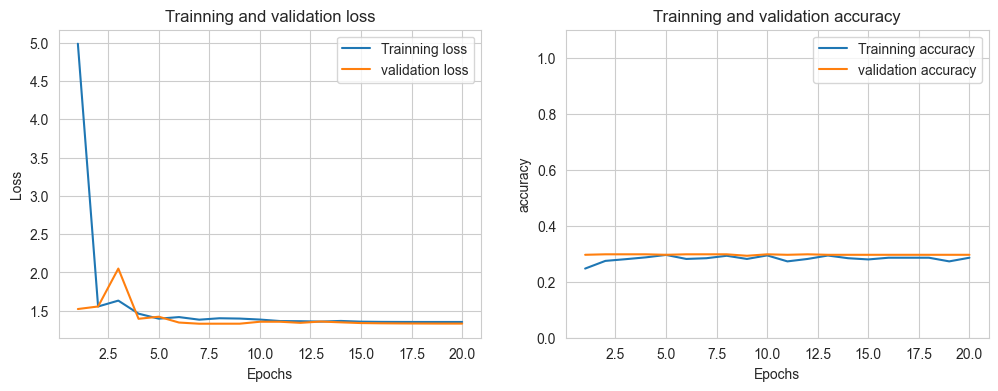 Trainning and validation loss
Trainning loss
validation loss
5.0
4.5
4.0
3.5
3.0
2.5
2.0
1.5
Loss
2.5 5.0 7.5 10.0 12.5 15.0 17.5 20.0
Epochs
Trainning and validation accuracy
Trainning accuracy
validation accuracy
1.0
0.8
0.6
0.4
0.2
0.0
accuracy
2.5 5.0 7.5 10.0 12.5 15.0 17.5 20.0
Epochs